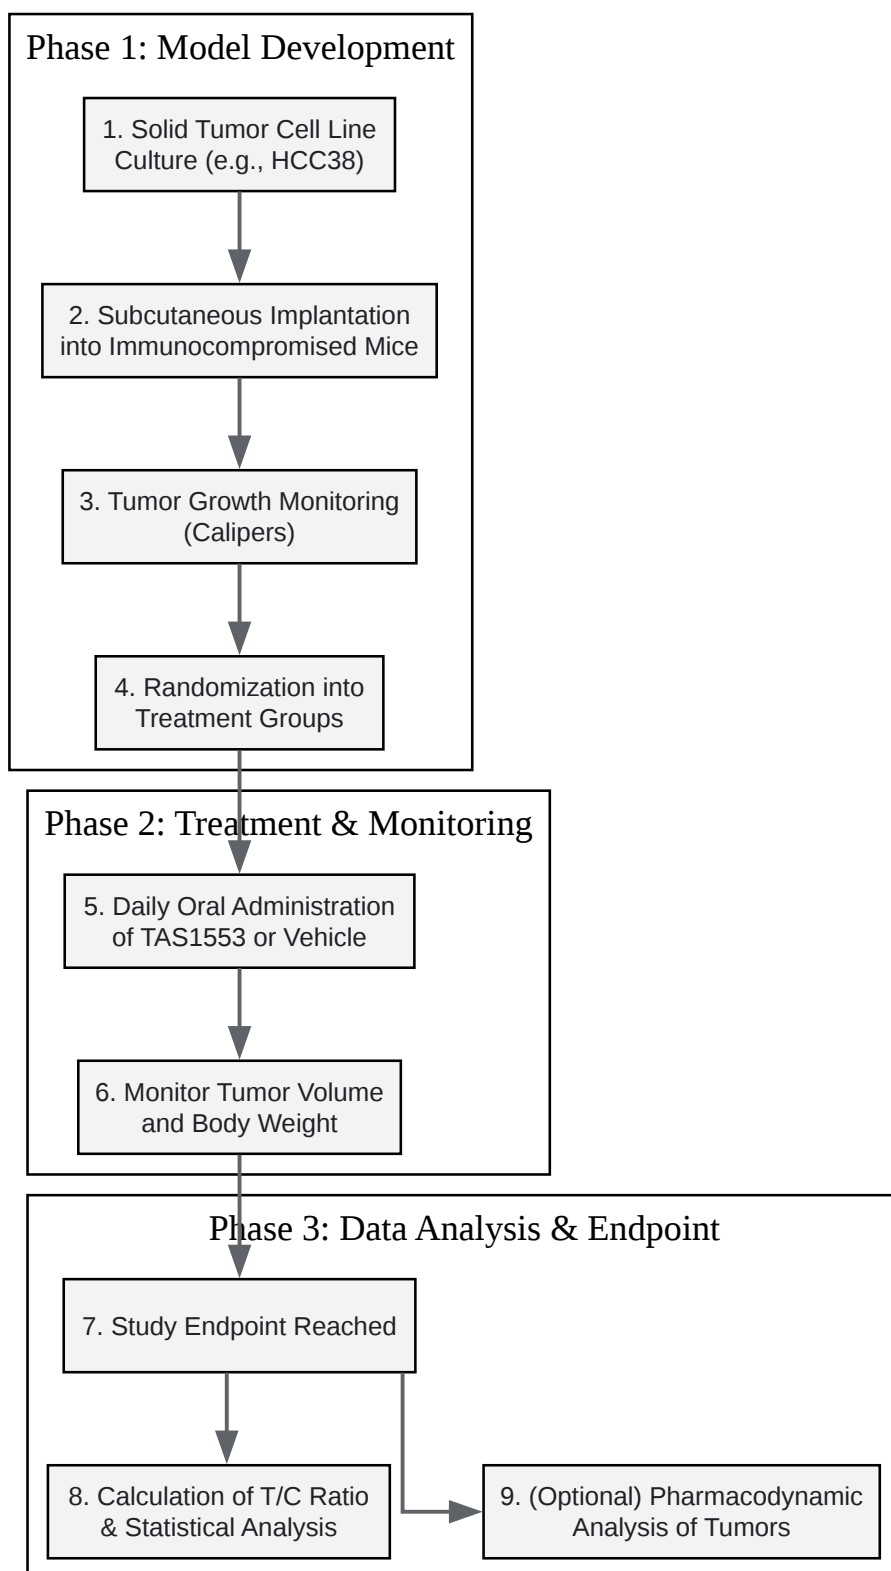 Phase 1: Model Development
1. Solid Tumor Cell Line
Culture (e.g., HCC38)
2. Subcutaneous Implantation
into Immunocompromised Mice
3. Tumor Growth Monitoring
(Calipers)
4. Randomization into
Treatment Groups
Phase 2: Treatment & Monitoring
5. Daily Oral Administration
of TAS1553 or Vehicle
6. Monitor Tumor Volume
and Body Weight
Phase 3: Data Analysis & Endpoint
7. Study Endpoint Reached
8. Calculation of T/C Ratio
& Statistical Analysis
9. (Optional) Pharmacodynamic
Analysis of Tumors